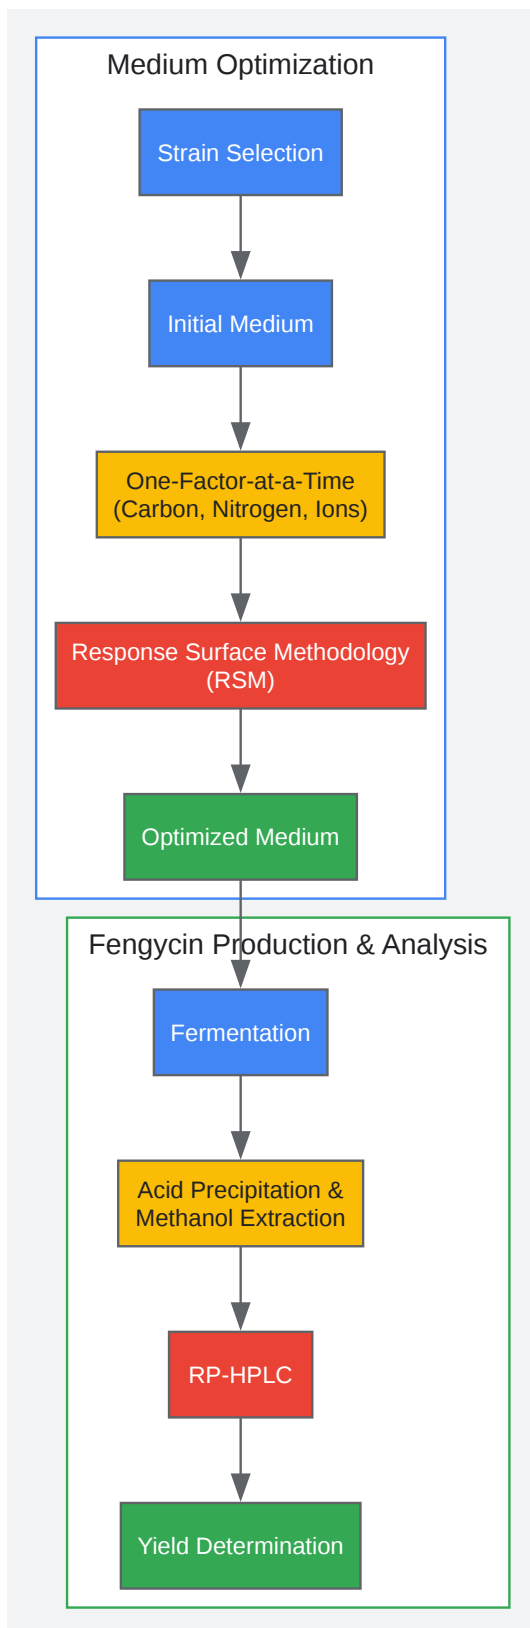 Medium Optimization
Strain Selection
Initial Medium
One-Factor-at-a-Time
(Carbon, Nitrogen, Ions)
Response Surface Methodology
(RSM)
Optimized Medium
Fengycin Production & Analysis
Fermentation
Acid Precipitation &
Methanol Extraction
RP-HPLC
Yield Determination